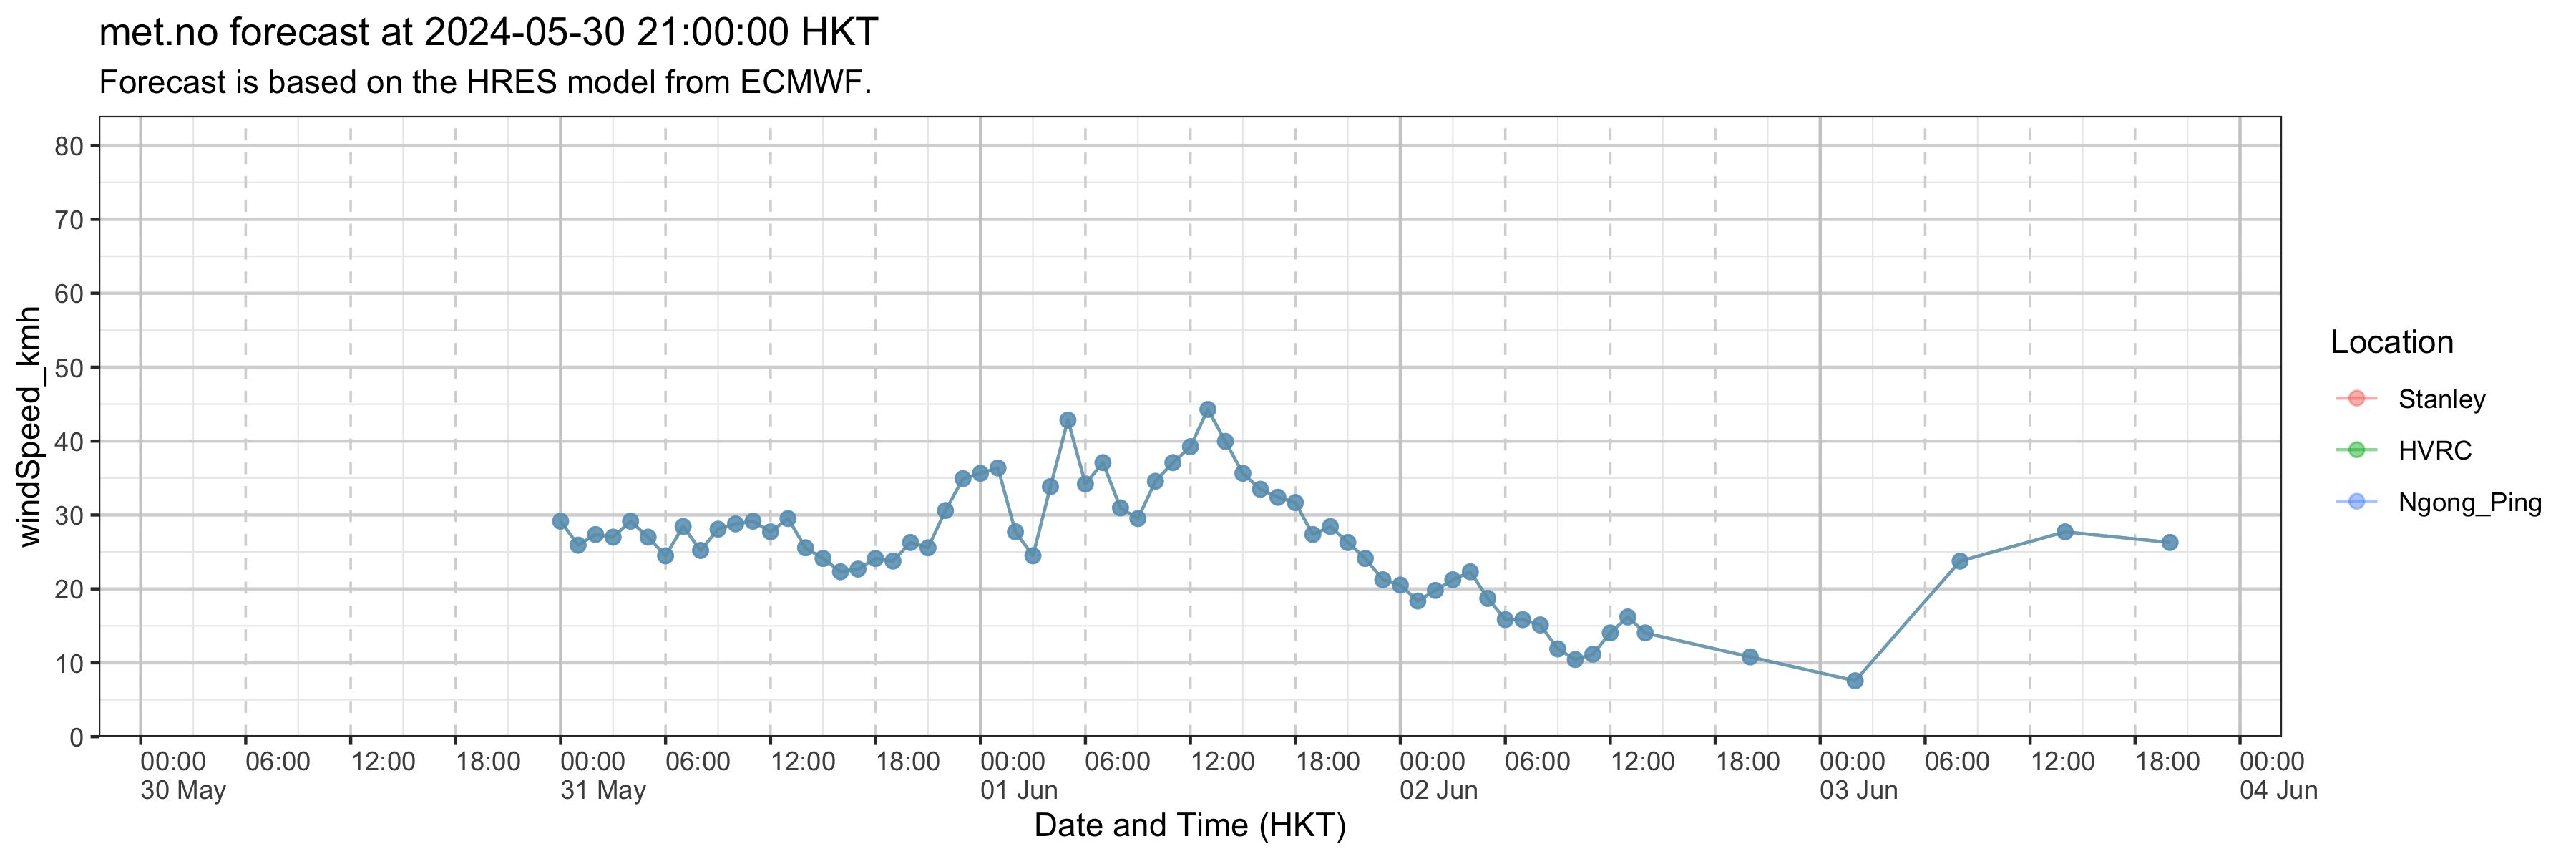 met.no forecast at 2024-05-30 21:00:00 HKT
Forecast is based on the HRES model from ECMWF.
windSpeed_kmh
80
70
60
50
40
30
20
10
0
00:00 06:00 12:00 18:00 00:00 06:00 12:00 18:00 00:00 06:00 12:00 18:00 00:00 06:00 12:00 18:00 00:00 06:00 12:00 18:00 00:00
30 May 31 May 01 Jun 02 Jun 03 Jun 04 Jun
Date and Time (HKT)
Location
Stanley
HVRC
Ngong_Ping